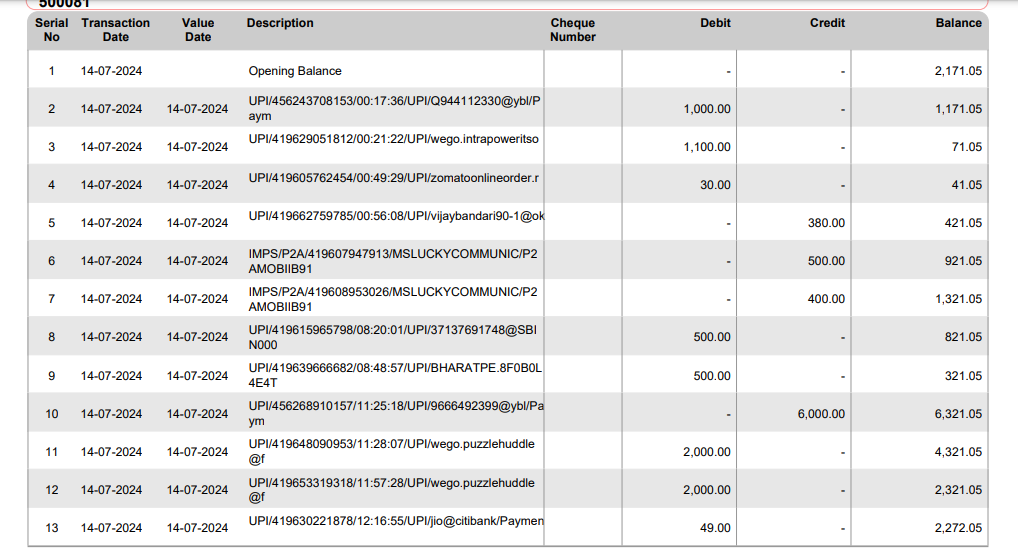 500081
Serial No Transaction Date Value Date Description Cheque Number Debit Credit Balance
1 14-07-2024 Opening Balance - - 2,171.05
2 14-07-2024 14-07-2024 UPI/456243708153/00:17:36/UPI/Q944112330@ybl/P
aym 1,000.00 - 1,171.05
3 14-07-2024 14-07-2024 UPI/419629051812/00:21:22/UPI/wego.intrapoweritso 1,100.00 - 71.05
4 14-07-2024 14-07-2024 UPI/419605762454/00:49:29/UPI/zomatoonlineorder.r 30.00 - 41.05
5 14-07-2024 14-07-2024 UPI/419662759785/00:56:08/UPI/vijaybandari90-1@ok - 380.00 421.05
6 14-07-2024 14-07-2024 IMPS/P2A/419607947913/MSLUCKYCOMMUNIC/P2
AMOBIIB91 - 500.00 921.05
7 14-07-2024 14-07-2024 IMPS/P2A/419608953026/MSLUCKYCOMMUNIC/P2
AMOBIIB91 - 400.00 1,321.05
8 14-07-2024 14-07-2024 UPI/419615965798/08:20:01/UPI/37137691748@SBI
N000 500.00 - 821.05
9 14-07-2024 14-07-2024 UPI/419639666682/08:48:57/UPI/BHARATPE.8F0B0L
4E4T 500.00 - 321.05
10 14-07-2024 14-07-2024 UPI/456268910157/11:25:18/UPI/9666492399@ybl/Pa
ym - 6,000.00 6,321.05
11 14-07-2024 14-07-2024 UPI/419648090953/11:28:07/UPI/wego.puzzlehuddle
@f 2,000.00 - 4,321.05
12 14-07-2024 14-07-2024 UPI/419653319318/11:57:28/UPI/wego.puzzlehuddle
@f 2,000.00 - 2,321.05
13 14-07-2024 14-07-2024 UPI/419630221878/12:16:55/UPI/jio@citibank/Paymen 49.00 - 2,272.05